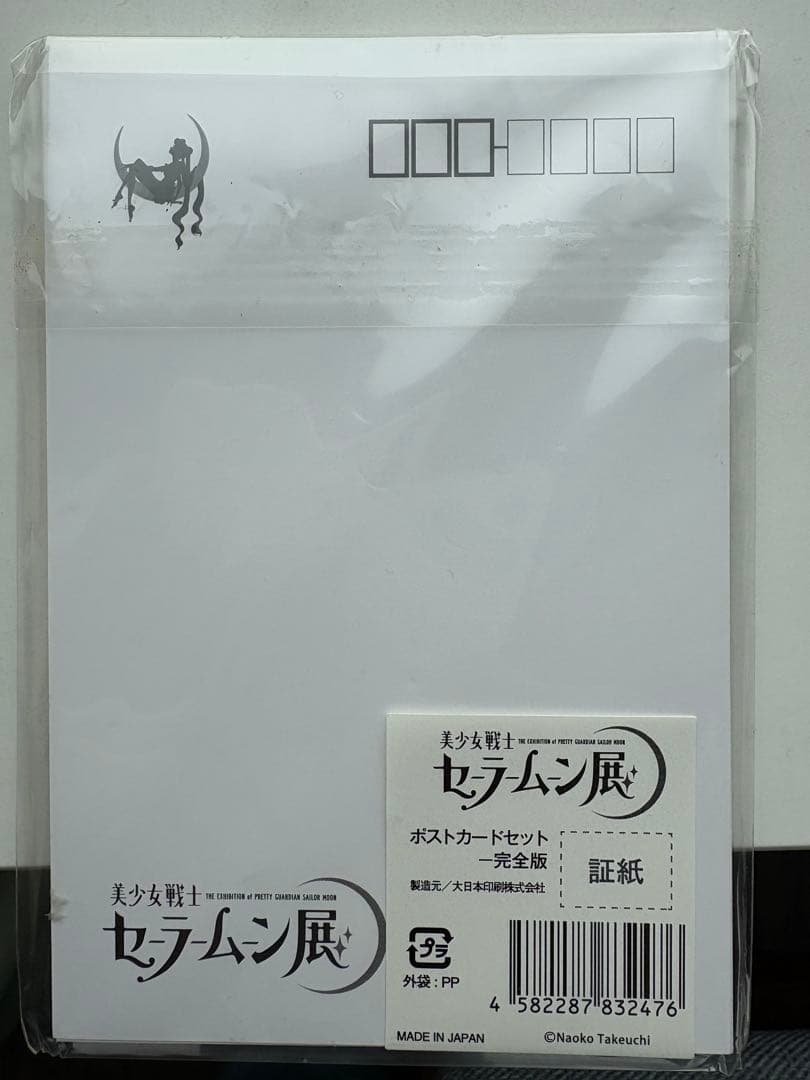 美少女戦士 THE EXHIBITION of PRETTY GUARDIAN SAILOR MOON
セーラームーン展
ポストカードセット
―完全版
製造元／大日本印刷株式会社
証紙
プラ
外袋：PP
4 582287 832476
MADE IN JAPAN
©Naoko Takeuchi
美少女戦士 THE EXHIBITION of PRETTY GUARDIAN SAILOR MOON
セーラームーン展